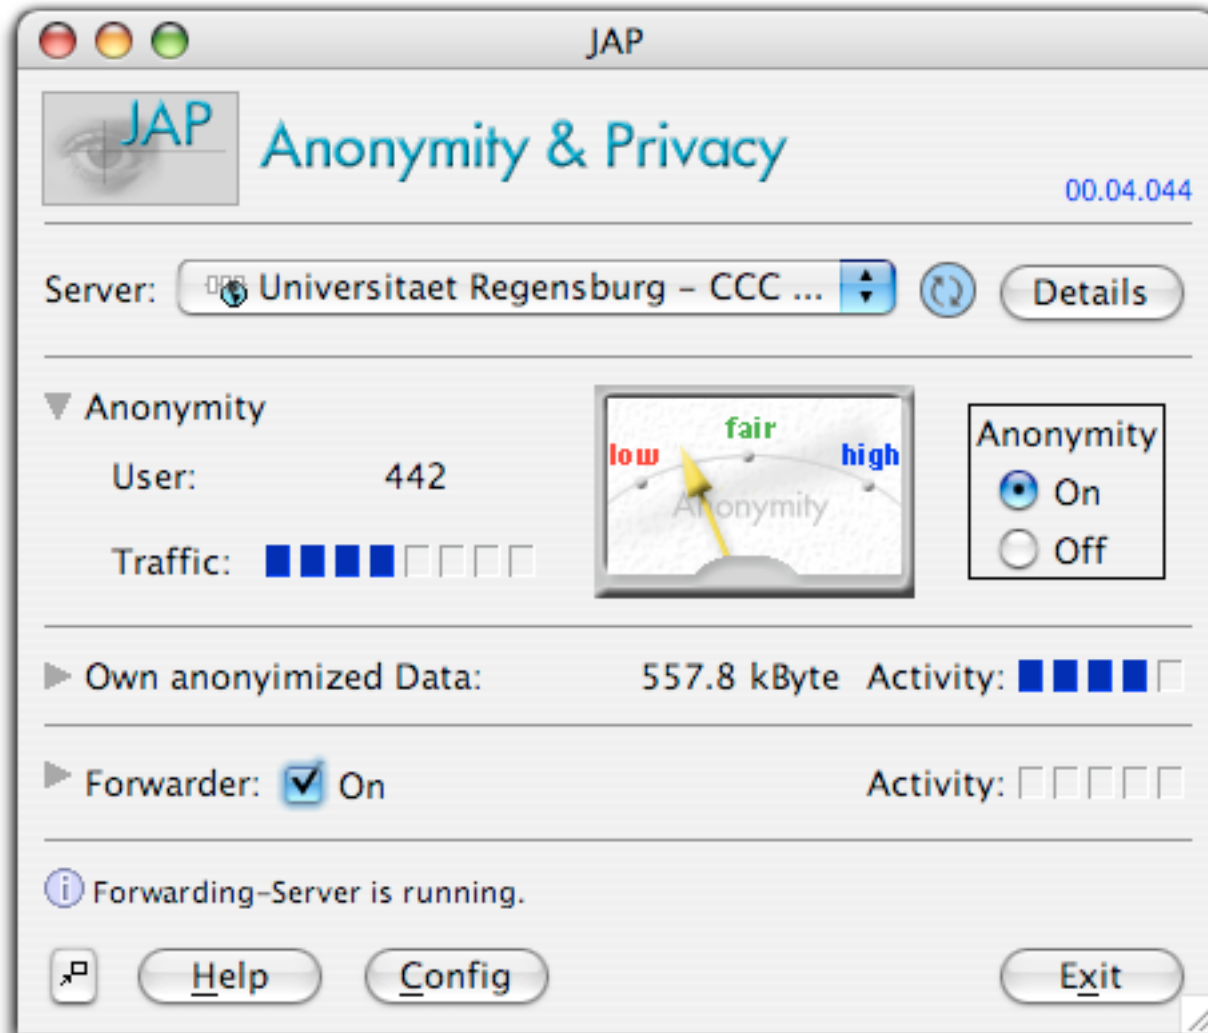 JAP
JAP
Anonymity & Privacy
00.04.044
Server: Universitaet Regensburg – CCC ... Details
Anonymity
User: 442
Traffic:
low fair high
Anonymity
Anonymity
On
Off
Own anonyimized Data: 557.8 kByte Activity:
Forwarder: On Activity:
Forwarding-Server is running.
Help Config Exit